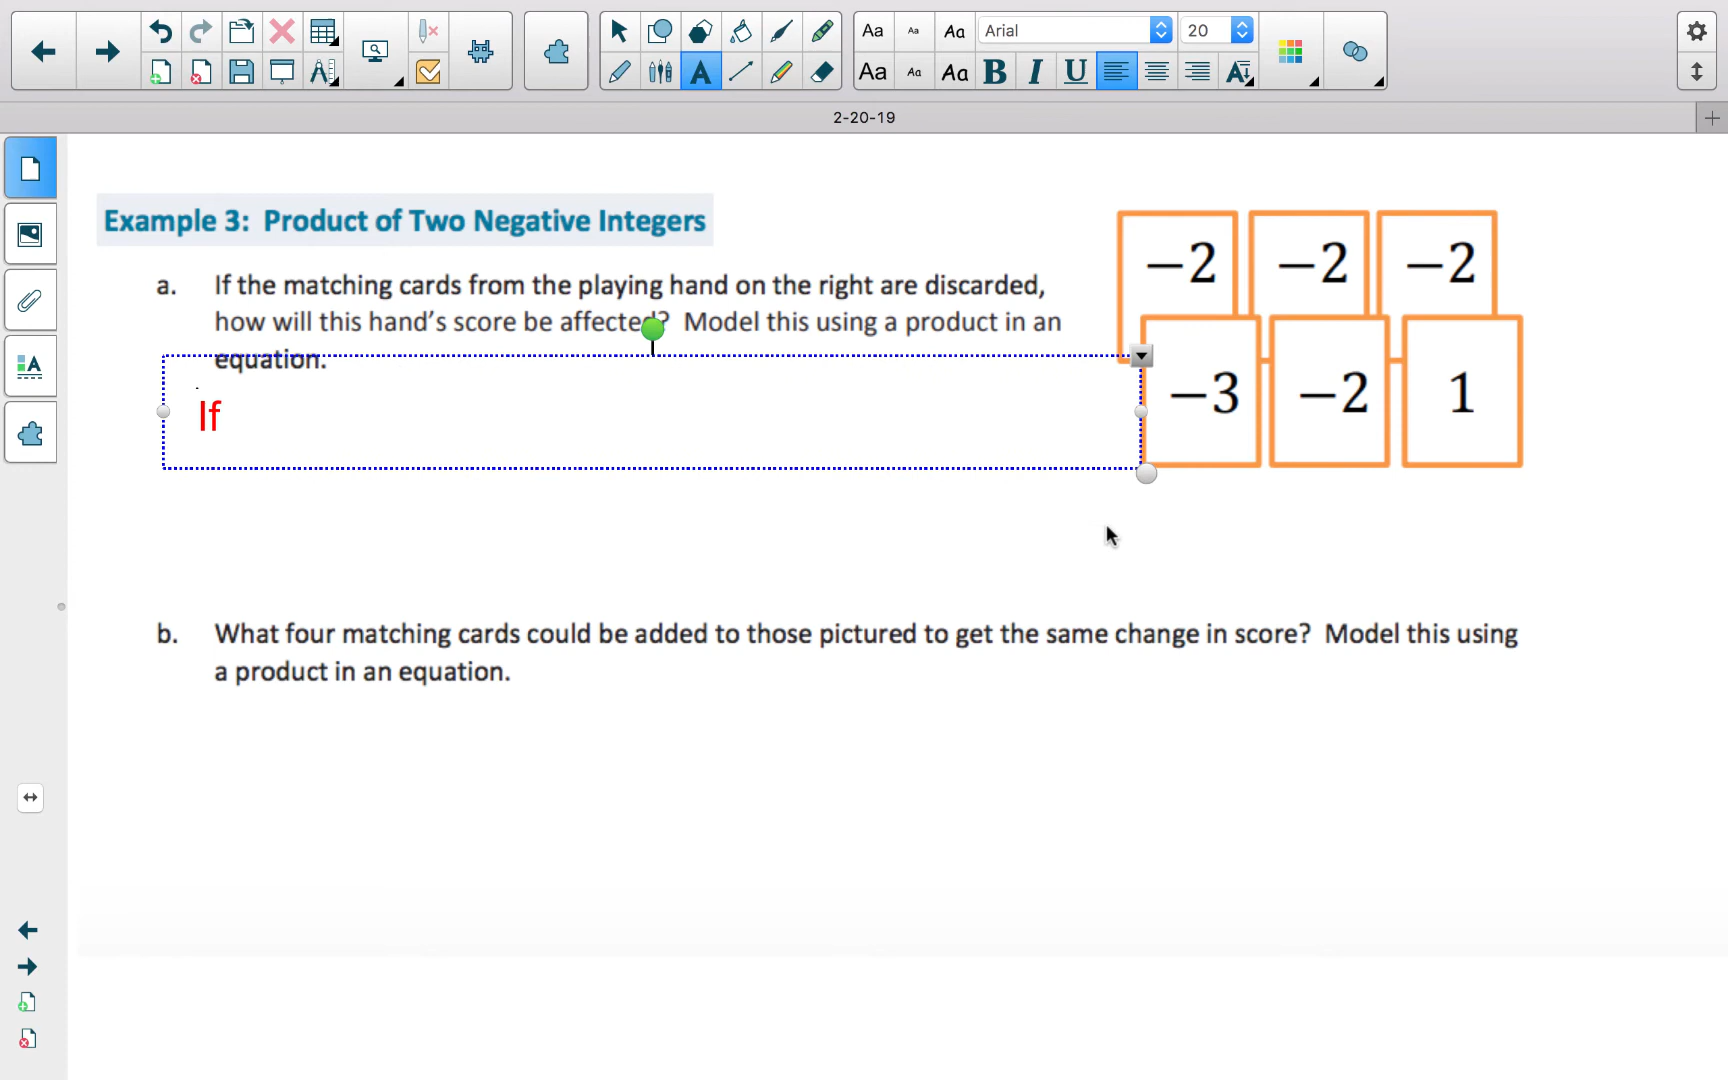 Aa Aa Aa Arial 20
Aa Aa Aa B I U A
A
2-20-19
A
Example 3: Product of Two Negative Integers
a. If the matching cards from the playing hand on the right are discarded,
how will this hand's score be affected? Model this using a product in an
equation.
If
−2 −2 −2
−3 −2 1
b. What four matching cards could be added to those pictured to get the same change in score? Model this using
a product in an equation.